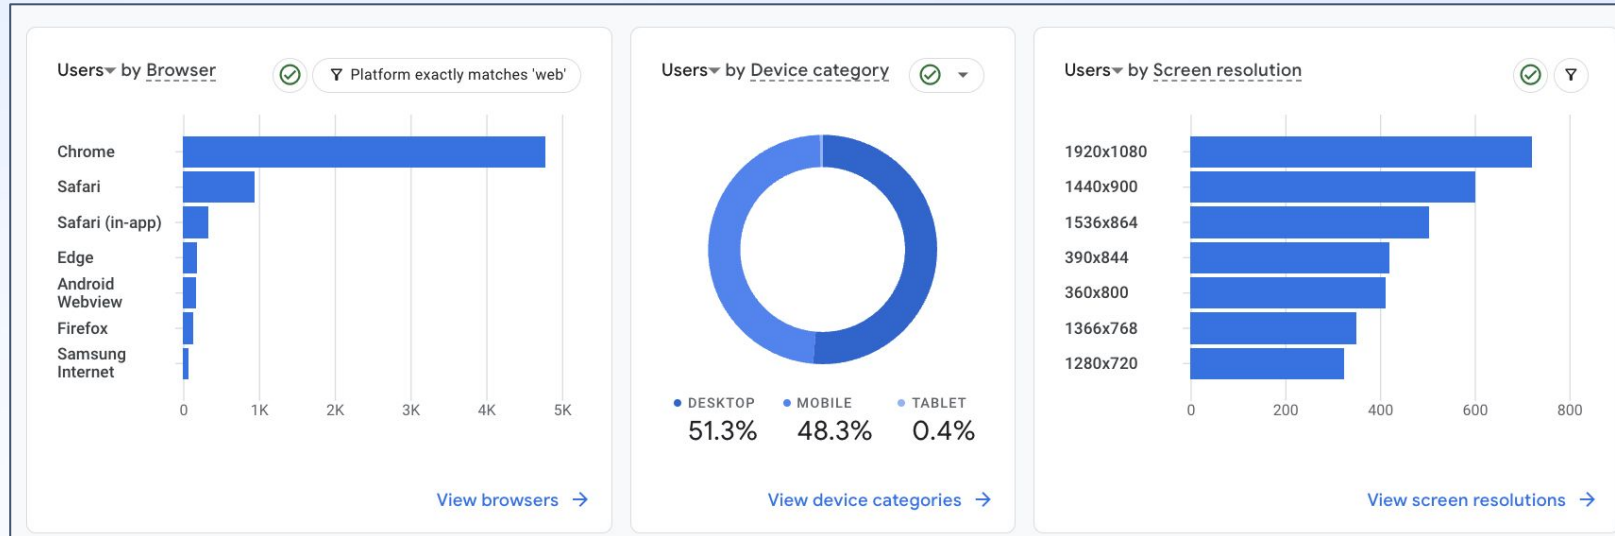 Users by Browser
Platform exactly matches 'web'
Chrome
Safari
Safari (in-app)
Edge
Android
Webview
Firefox
Samsung
Internet
0 1K 2K 3K 4K 5K
View browsers
Users by Device category
DESKTOP MOBILE TABLET
51.3% 48.3% 0.4%
View device categories
Users by Screen resolution
1920x1080
1440x900
1536x864
390x844
360x800
1366x768
1280x720
0 200 400 600 800
View screen resolutions